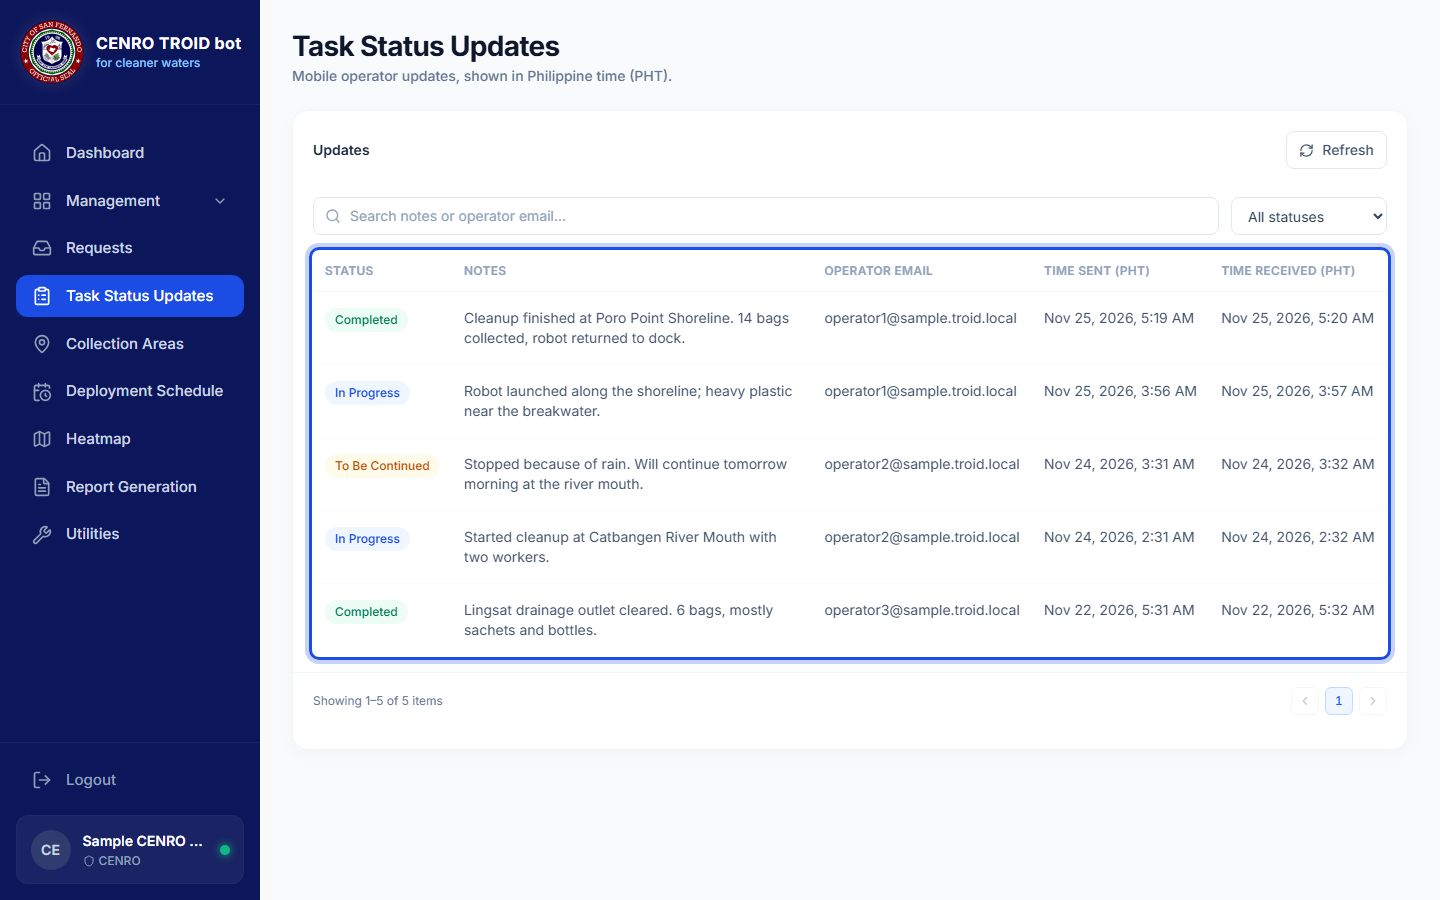 CITY OF SAN FERNANDO
OFFICIAL SEAL
CENRO TROID bot
for cleaner waters
Dashboard
Management
Requests
Task Status Updates
Collection Areas
Deployment Schedule
Heatmap
Report Generation
Utilities
Logout
CE
Sample CENRO ...
CENRO
Task Status Updates
Mobile operator updates, shown in Philippine time (PHT).
Updates
Refresh
Search notes or operator email...
All statuses
STATUS NOTES OPERATOR EMAIL TIME SENT (PHT) TIME RECEIVED (PHT)
Completed Cleanup finished at Poro Point Shoreline. 14 bags operator1@sample.troid.local Nov 25, 2026, 5:19 AM Nov 25, 2026, 5:20 AM
collected, robot returned to dock.
In Progress Robot launched along the shoreline; heavy plastic operator1@sample.troid.local Nov 25, 2026, 3:56 AM Nov 25, 2026, 3:57 AM
near the breakwater.
To Be Continued Stopped because of rain. Will continue tomorrow operator2@sample.troid.local Nov 24, 2026, 3:31 AM Nov 24, 2026, 3:32 AM
morning at the river mouth.
In Progress Started cleanup at Catbangen River Mouth with operator2@sample.troid.local Nov 24, 2026, 2:31 AM Nov 24, 2026, 2:32 AM
two workers.
Completed Lingsat drainage outlet cleared. 6 bags, mostly operator3@sample.troid.local Nov 22, 2026, 5:31 AM Nov 22, 2026, 5:32 AM
sachets and bottles.
Showing 1–5 of 5 items
1